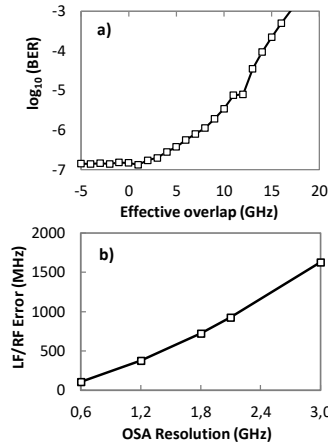 a)
-3
-4
-5
-6
-7
log10 (BER)
-5 0 5 10 15 20
Effective overlap (GHz)
b)
2000
1500
1000
500
0
LF/RF Error (MHz)
0,6 1,2 1,8 2,4 3,0
OSA Resolution (GHz)